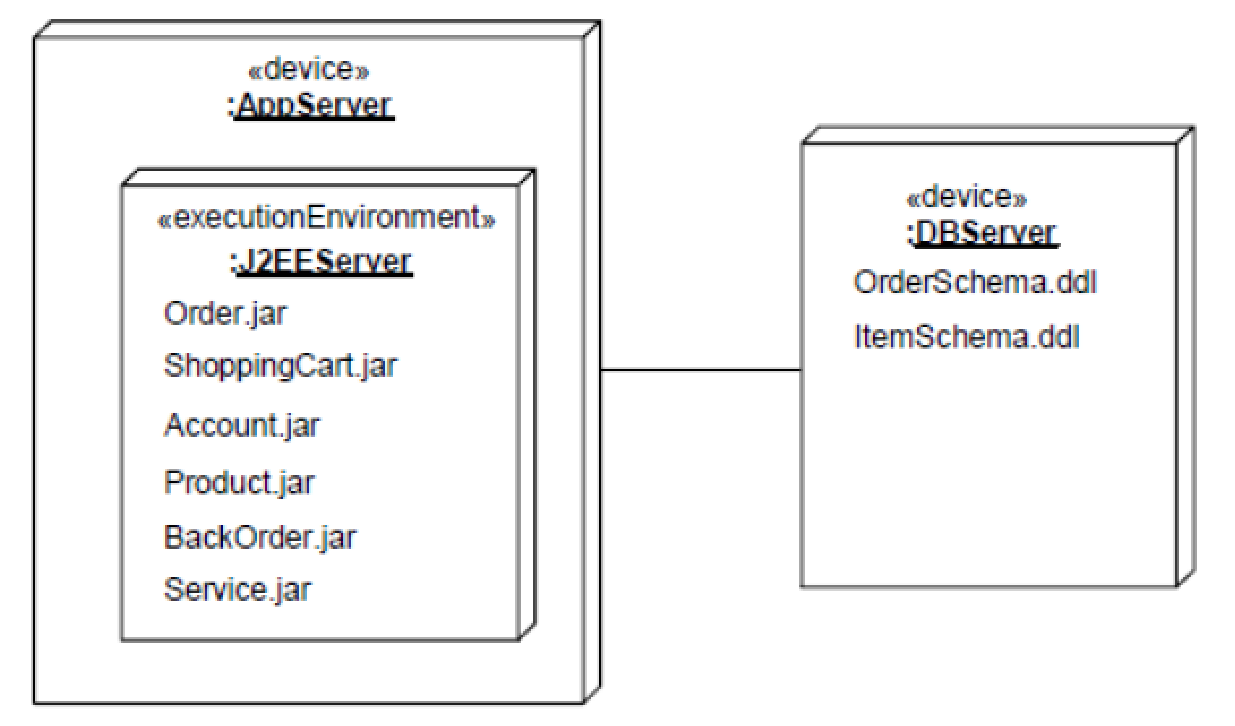 «device»
:AppServer
«executionEnvironment»
:J2EEServer
Order.jar
ShoppingCart.jar
Account.jar
Product.jar
BackOrder.jar
Service.jar
«device»
:DBServer
OrderSchema.ddl
ItemSchema.ddl